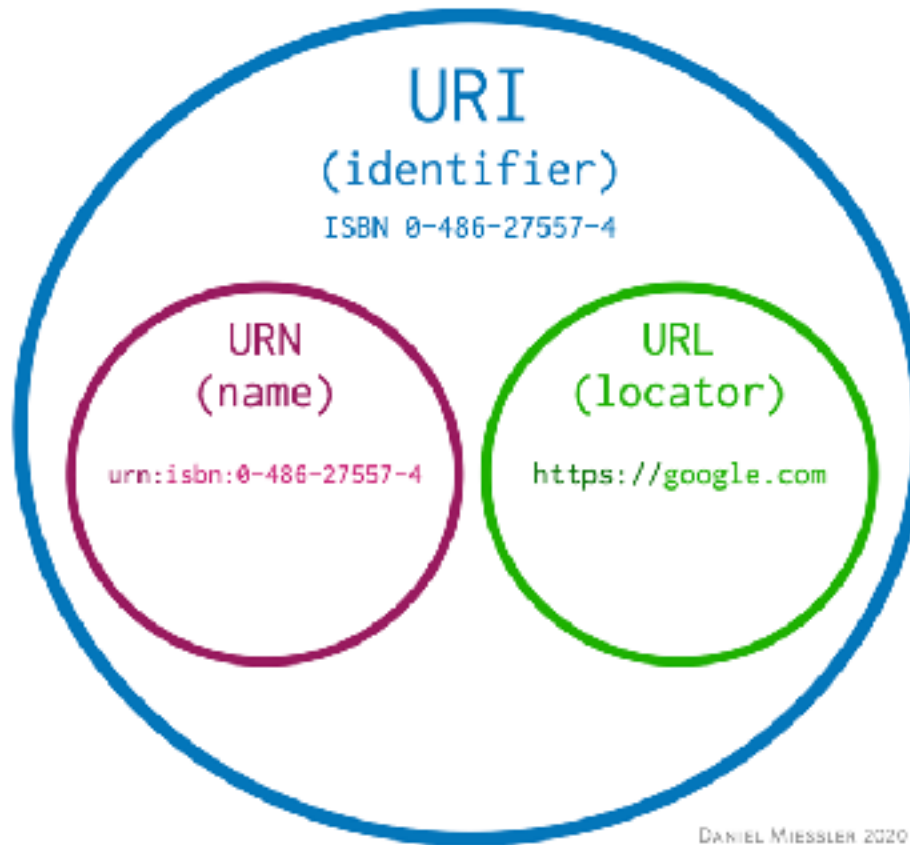 URI
(identifier)
ISBN 0-486-27557-4
URN
(name)
urn:isbn:0-486-27557-4
URL
(locator)
https://google.com
DANIEL MIESSLER 2020